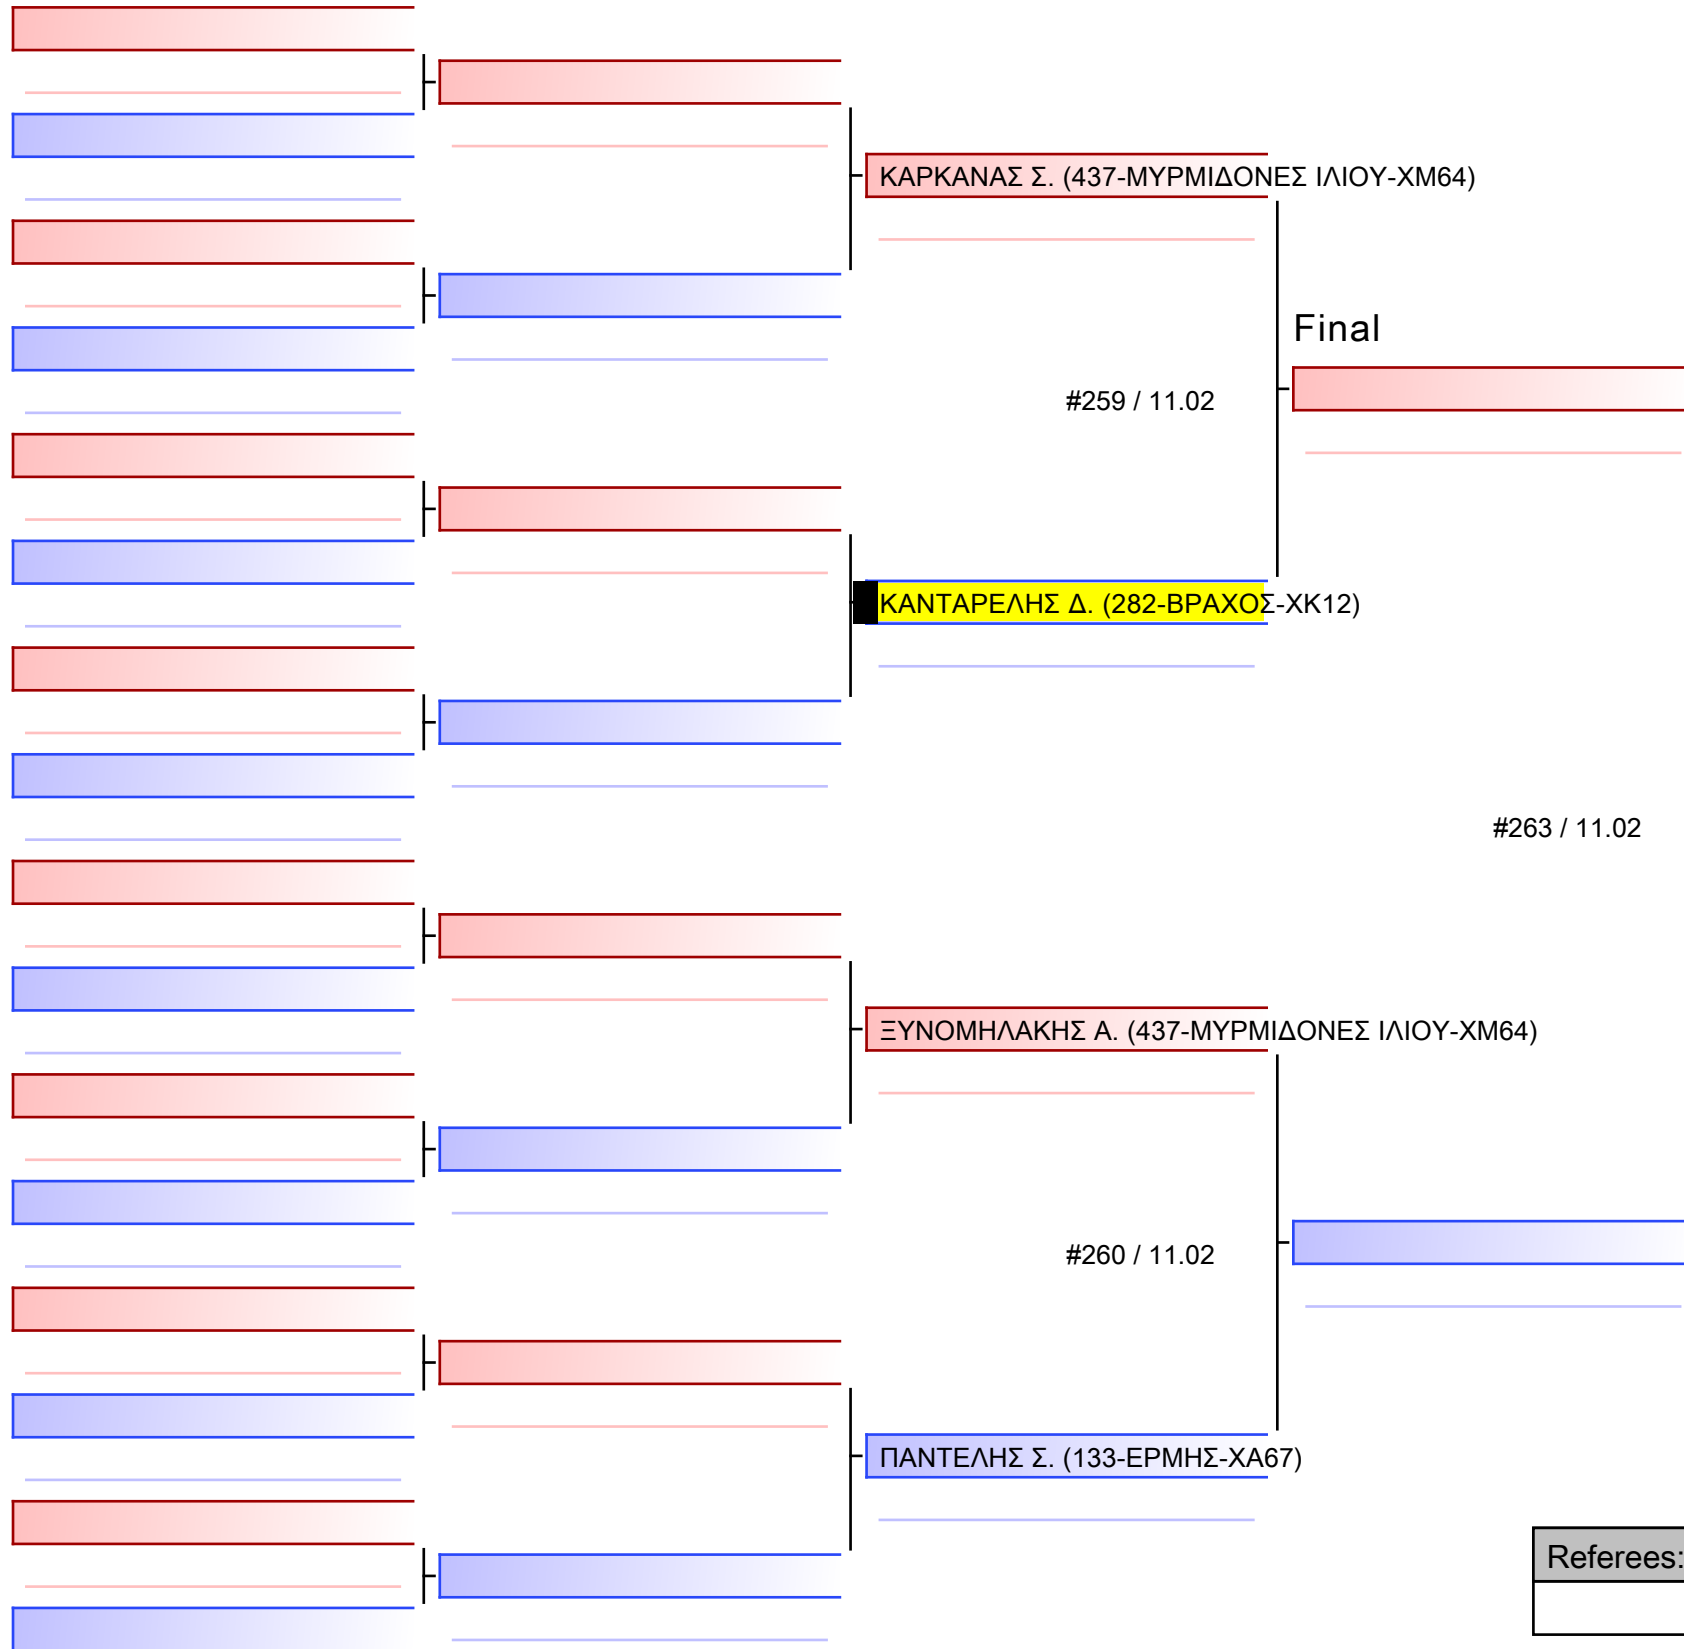 ΚΑΡΚΑΝΑΣ Σ. (437-ΜΥΡΜΙΔΟΝΕΣ ΙΛΙΟΥ-ΧΜ64)
Final
#259 / 11.02
ΚΑΝΤΑΡΕΛΗΣ Δ. (282-ΒΡΑΧΟΣ-ΧΚ12)
#263 / 11.02
ΞΥΝΟΜΗΛΑΚΗΣ Α. (437-ΜΥΡΜΙΔΟΝΕΣ ΙΛΙΟΥ-ΧΜ64)
#260 / 11.02
ΠΑΝΤΕΛΗΣ Σ. (133-ΕΡΜΗΣ-ΧΑ67)
Referees: